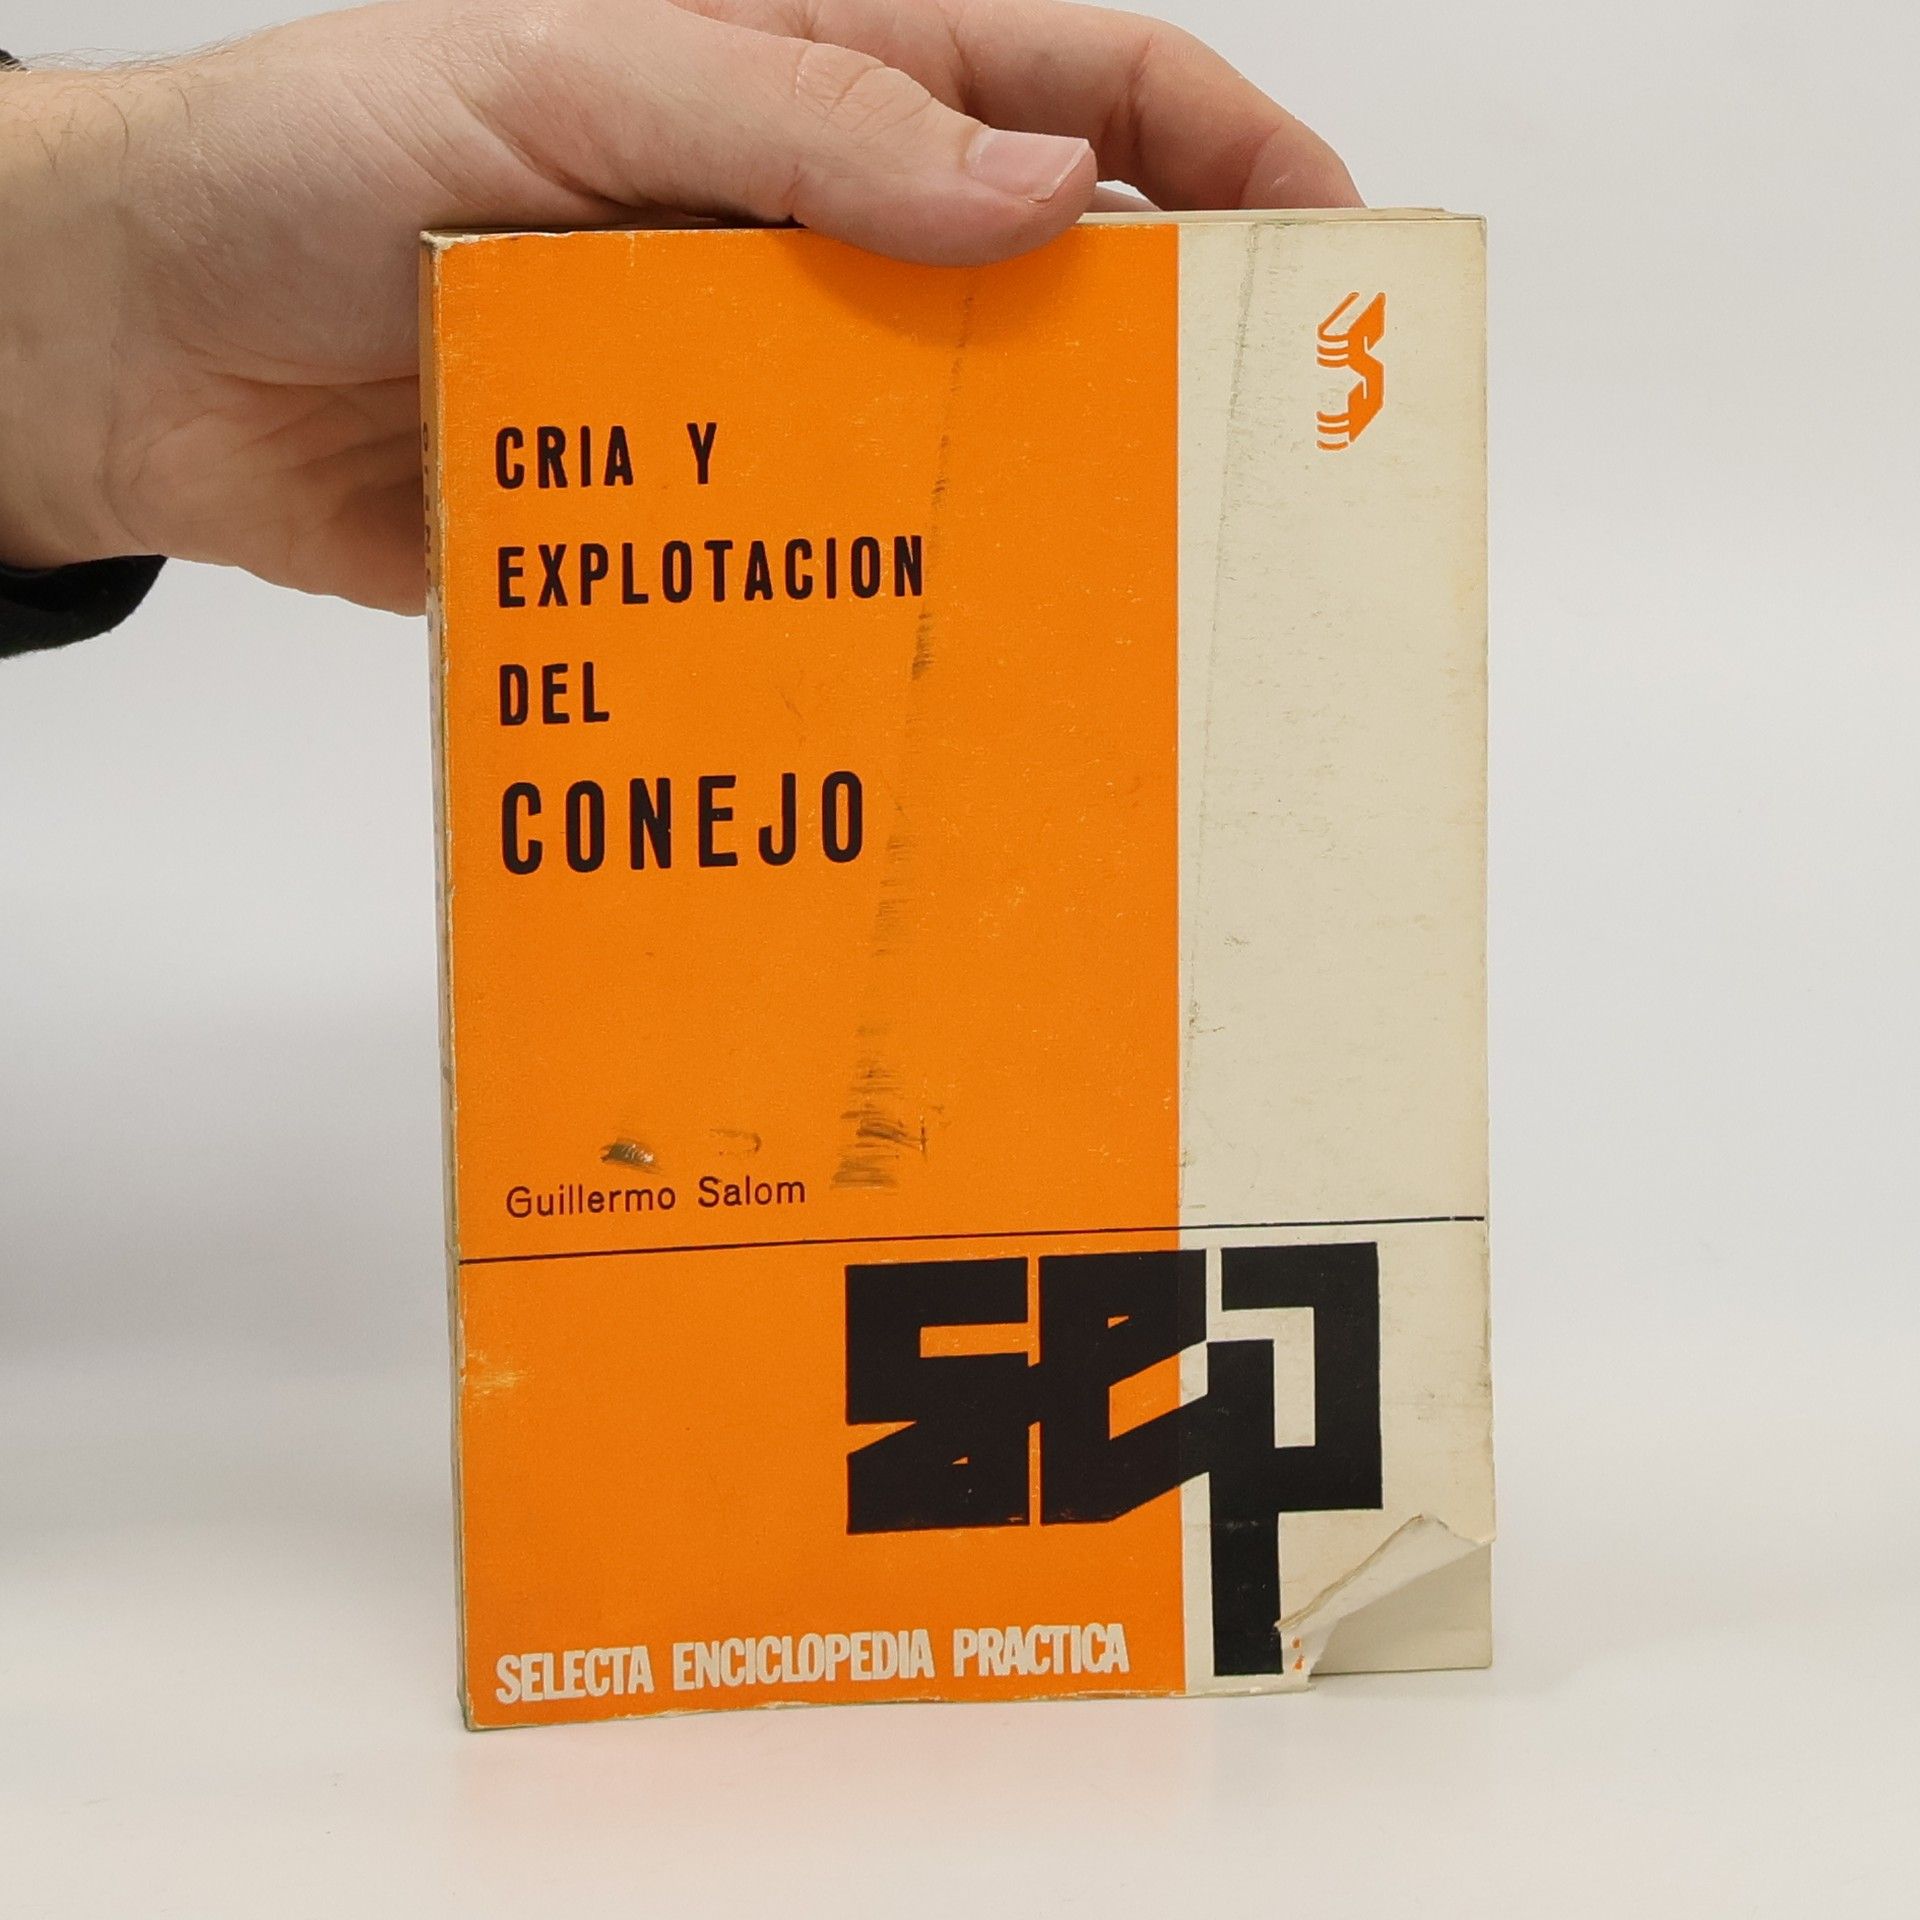 CRIA Y
EXPLOTACION
DEL
CONEJO
Guillermo Salom
sep
SELECTA ENCICLOPEDIA PRACTICA
S